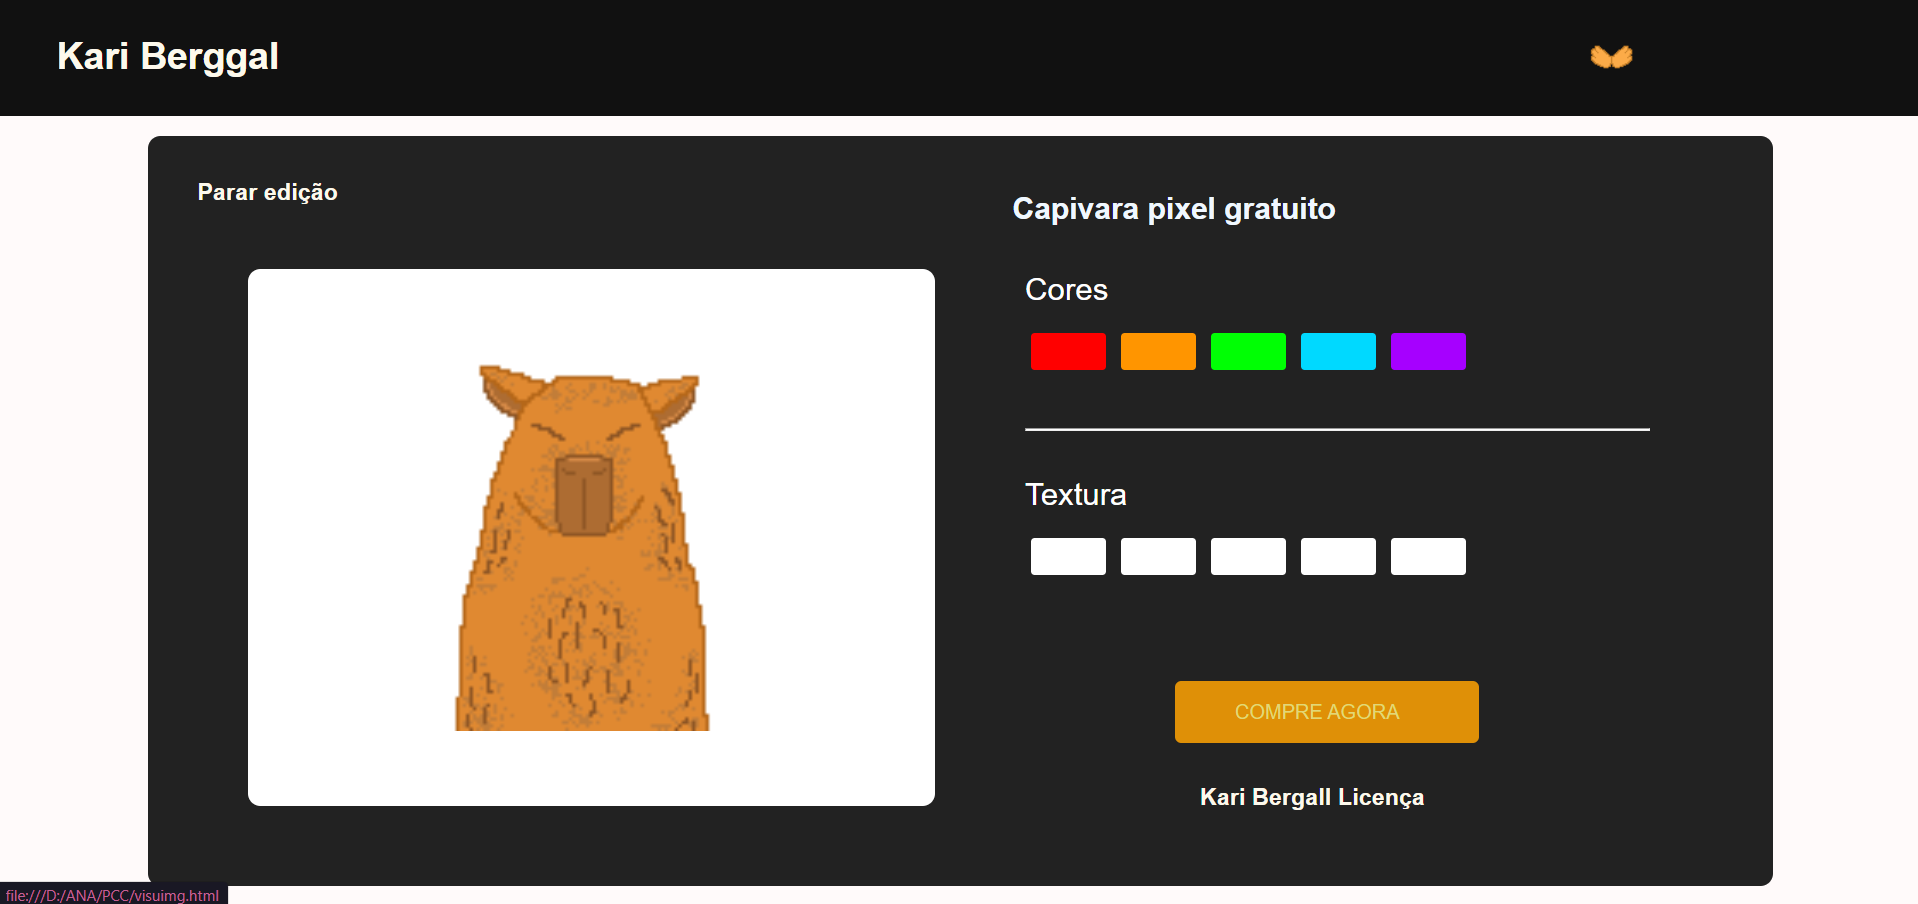 Kari Berggal
Parar edição
Capivara pixel gratuito
Cores
Textura
COMPRE AGORA
Kari Bergall Licença
file:///D:/ANA/PCC/visuimg.html